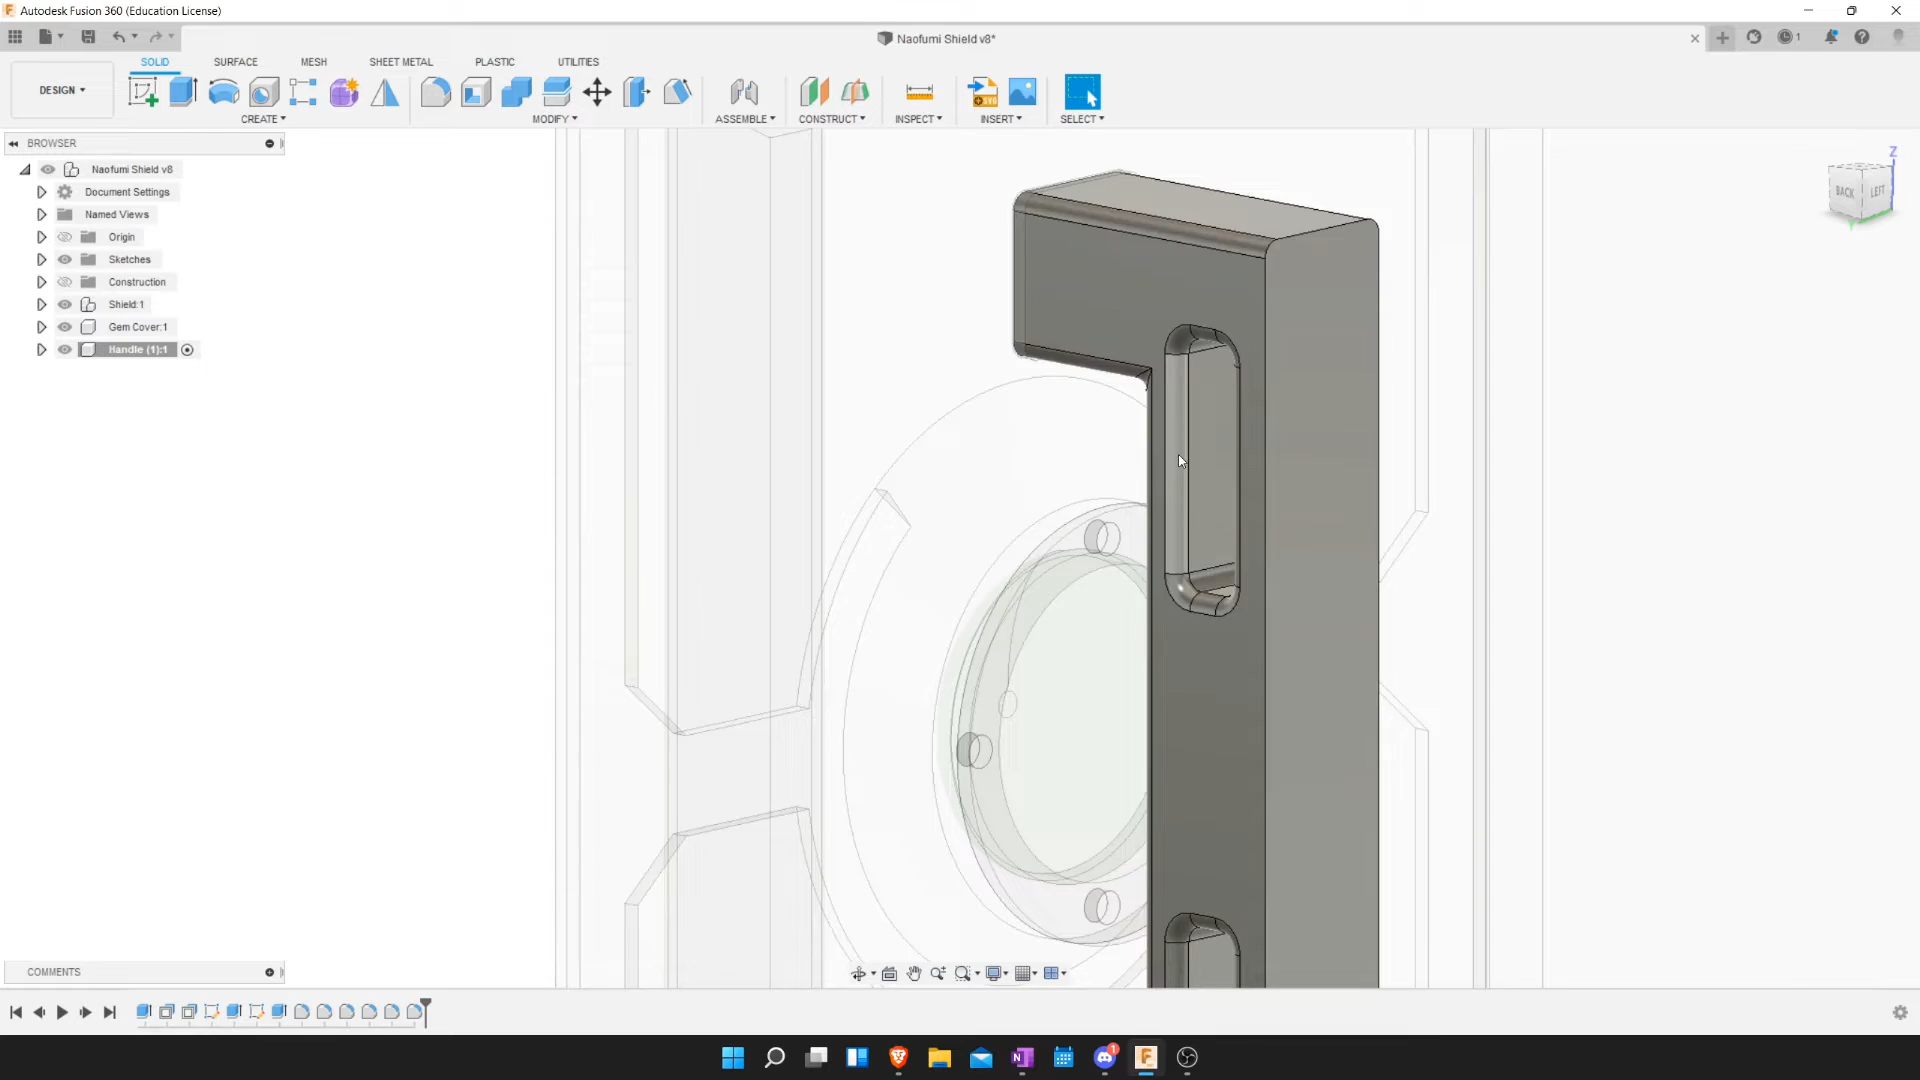 Autodesk Fusion 360 (Education License)
Naofumi Shield v8*
1
SOLID SURFACE MESH SHEET METAL PLASTIC UTILITIES
DESIGN
CREATE MODIFY ASSEMBLE CONSTRUCT INSPECT INSERT SELECT
BROWSER
Naofumi Shield v8
Document Settings
Named Views
Origin
Sketches
Construction
Shield:1
Gem Cover:1
Handle (1):1
Z
BACK LEFT
Y
COMMENTS
N
1
F